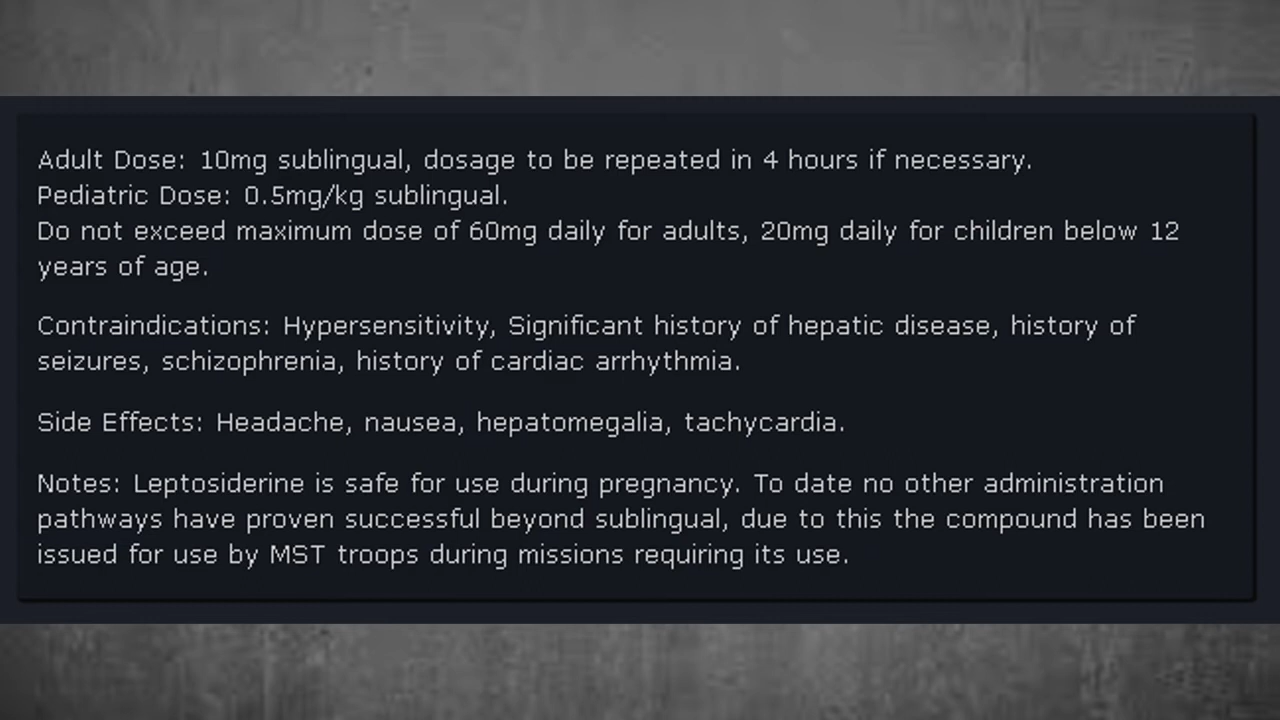 Adult Dose: 10mg sublingual, dosage to be repeated in 4 hours if necessary.
Pediatric Dose: 0.5mg/kg sublingual.
Do not exceed maximum dose of 60mg daily for adults, 20mg daily for children below 12
years of age.
Contraindications: Hypersensitivity, Significant history of hepatic disease, history of
seizures, schizophrenia, history of cardiac arrhythmia.
Side Effects: Headache, nausea, hepatomegalia, tachycardia.
Notes: Leptosiderine is safe for use during pregnancy. To date no other administration
pathways have proven successful beyond sublingual, due to this the compound has been
issued for use by MST troops during missions requiring its use.